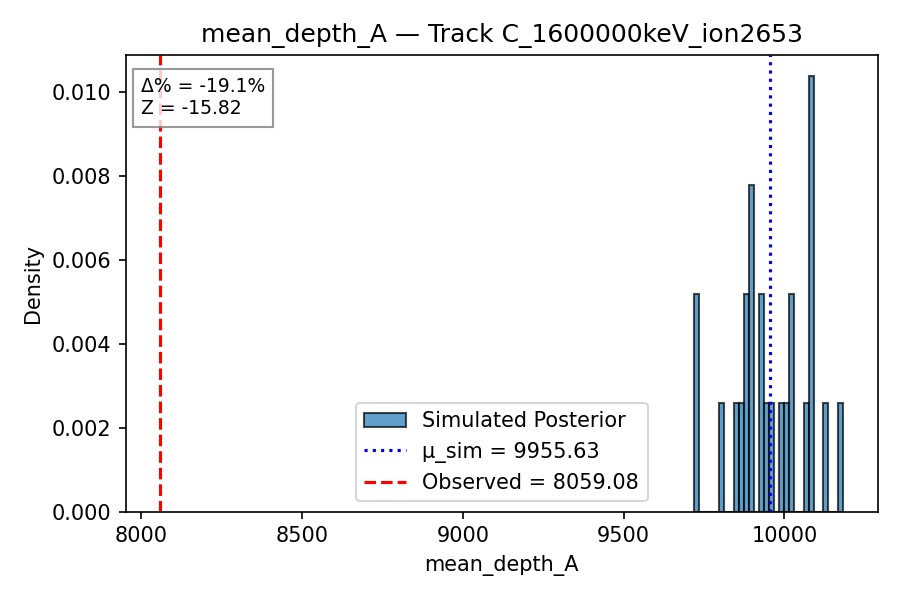 mean_depth_A — Track C_1600000keV_ion2653
Δ% = -19.1%
Z = -15.82
Density
0.010
0.008
0.006
0.004
0.002
0.000
Simulated Posterior
μ_sim = 9955.63
Observed = 8059.08
8000
8500
9000
9500
10000
mean_depth_A